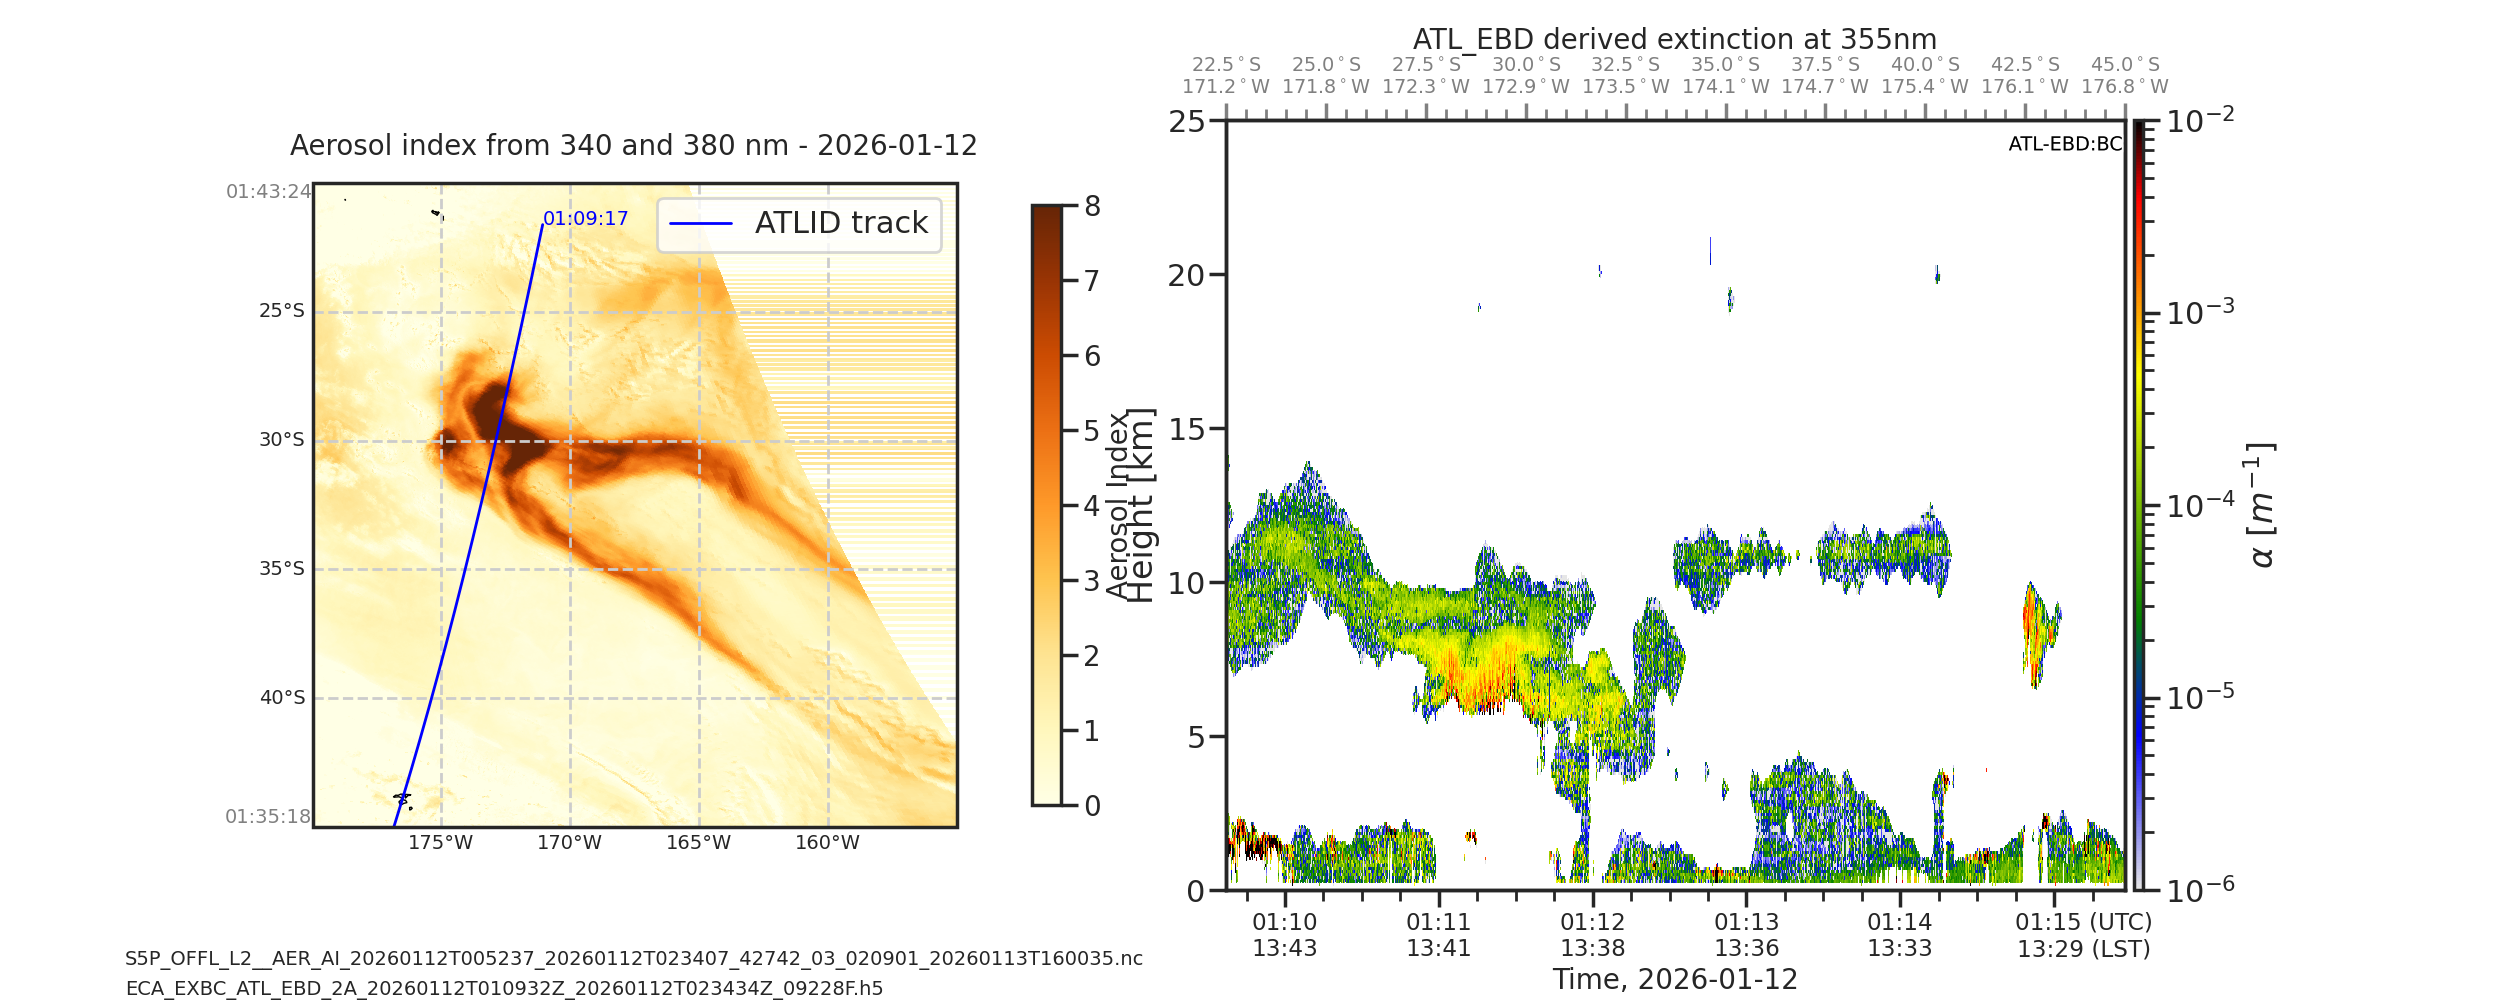 ATL_EBD derived extinction at 355nm
22.5°S 25.0°S 27.5°S 30.0°S 32.5°S 35.0°S 37.5°S 40.0°S 42.5°S 45.0°S
171.2°W 171.8°W 172.3°W 172.9°W 173.5°W 174.1°W 174.7°W 175.4°W 176.1°W 176.8°W
Aerosol index from 340 and 380 nm - 2026-01-12
01:43:24
01:09:17
ATLID track
25°S
30°S
35°S
40°S
01:35:18
175°W 170°W 165°W 160°W
8
7
6
5
4
3
2
1
0
Aerosol Index
Height [km]
25
20
15
10
5
0
ATL-EBD:BC
10⁻²
10⁻³
10⁻⁴
10⁻⁵
10⁻⁶
α [m⁻¹]
01:10 01:11 01:12 01:13 01:14 01:15 (UTC)
13:43 13:41 13:38 13:36 13:33 13:29 (LST)
Time, 2026-01-12
S5P_OFFL_L2__AER_AI_20260112T005237_20260112T023407_42742_03_020901_20260113T160035.nc
ECA_EXBC_ATL_EBD_2A_20260112T010932Z_20260112T023434Z_09228F.h5